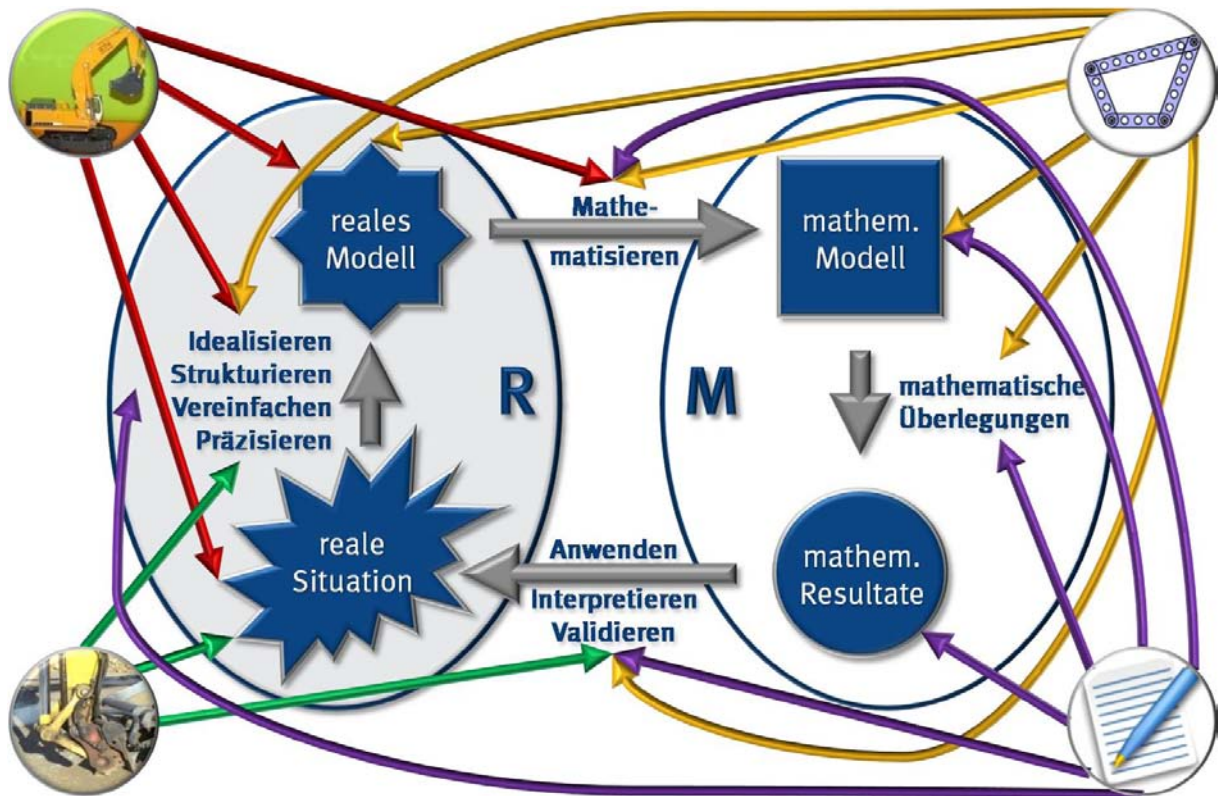 reales
Modell
Mathe-
matisieren
mathem.
Modell
Idealisieren
Strukturieren
Vereinfachen
Präzisieren
R
M
mathematische
Überlegungen
reale
Situation
Anwenden
Interpretieren
Validieren
mathem.
Resultate